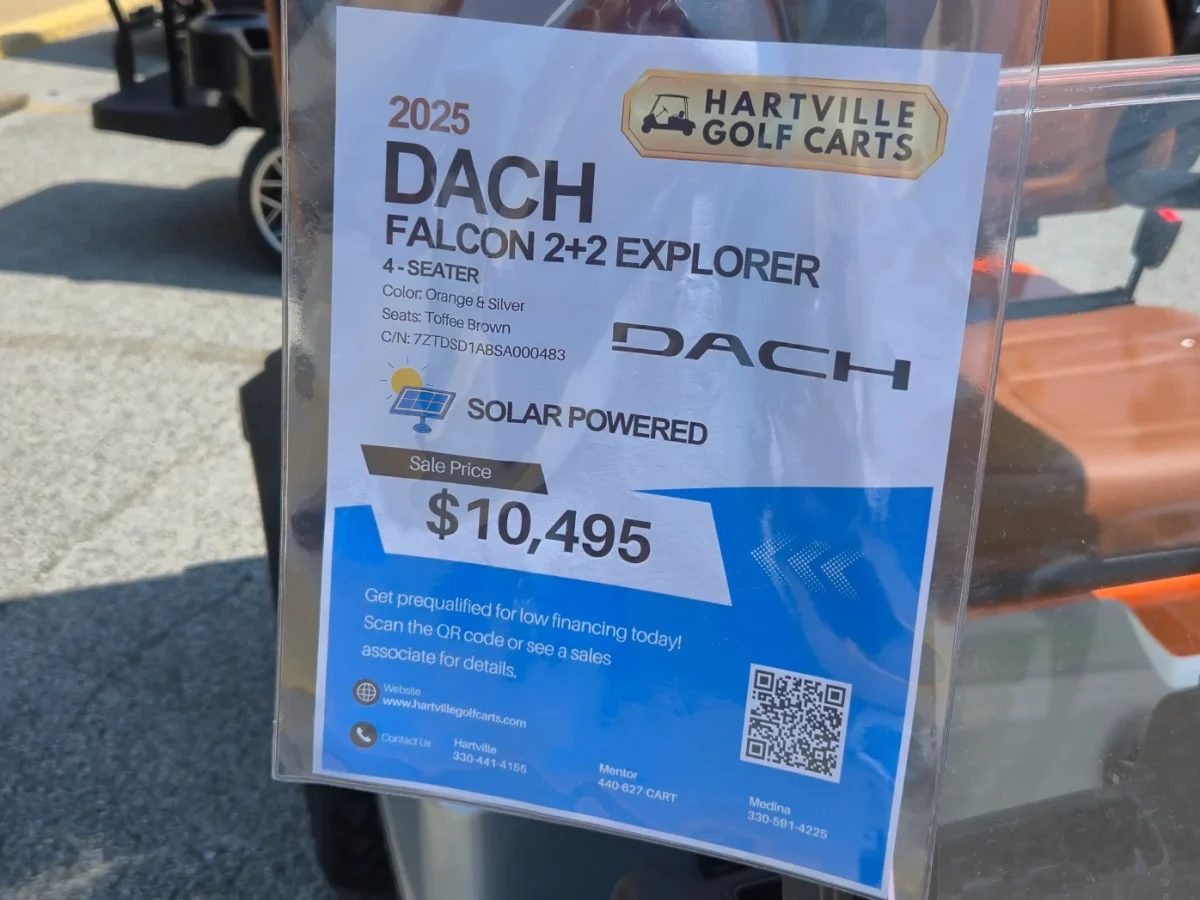 HARTVILLE
GOLF CARTS
2025
DACH
FALCON 2+2 EXPLORER
4-SEATER
Color: Orange & Silver
Seats: Toffee Brown
C/N: 7ZTDSD1A8SA000483
DACH
SOLAR POWERED
Sale Price
$10,495
Get prequalified for low financing today!
Scan the QR code or see a sales
associate for details.
Website
www.hartvillegolfcarts.com
Contact Us
Hartville
330-441-4155
Mentor
440-627-CART
Medina
330-591-4225